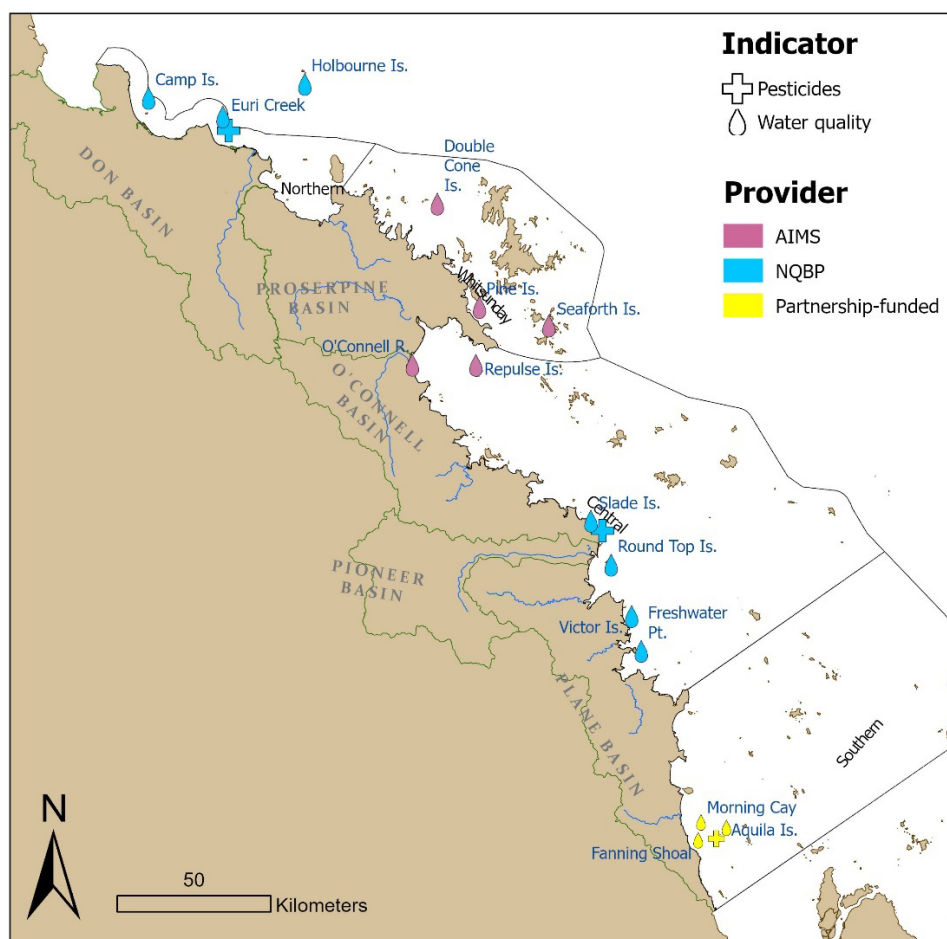 Indicator
Pesticides
Water quality
Provider
AIMS
NQBP
Partnership-funded
Holbourne Is.
Camp Is.
Euri Creek
Double
Cone
Is.
Northern
DON BASIN
Whitsunday
PROSERPINE
BASIN
Pine Is.
Seaforth Is.
O'Connell R.
Repulse Is.
O'CONNELL
BASIN
Central
Slade Is.
Round Top Is.
PIONEER
BASIN
Freshwater
Pt.
Victor Is.
PLANE BASIN
Southern
Morning Cay
Aquila Is.
Fanning Shoal
N
50
Kilometers